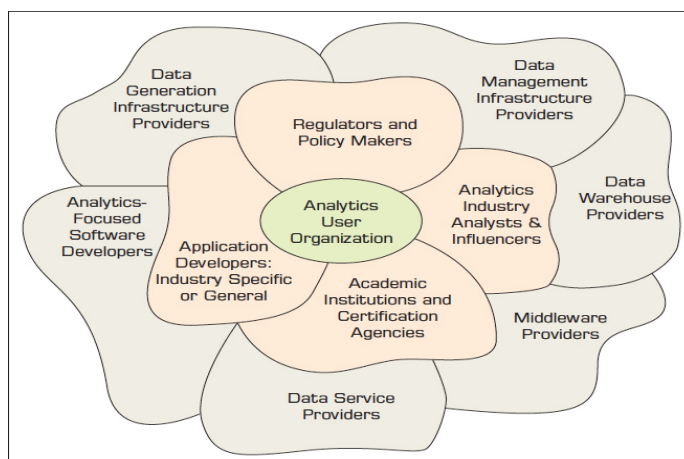 Data
Generation
Infrastructure
Providers
Data
Management
Infrastructure
Providers
Regulators and
Policy Makers
Analytics-
Focused
Software
Developers
Analytics
User
Organization
Analytics
Industry
Analysts &
Influencers
Data
Warehouse
Providers
Application
Developers:
Industry Specific
or General
Academic
Institutions and
Certification
Agencies
Middleware
Providers
Data Service
Providers